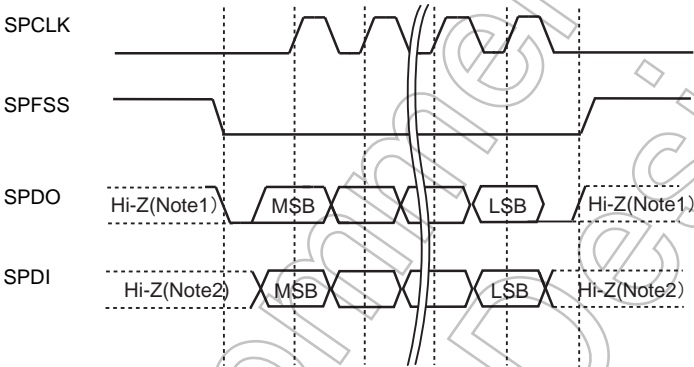 SPCLK
SPFSS
SPDO
Hi-Z(Note1)
MSB
LSB
Hi-Z(Note1)
SPDI
Hi-Z(Note2)
MSB
LSB
Hi-Z(Note2)